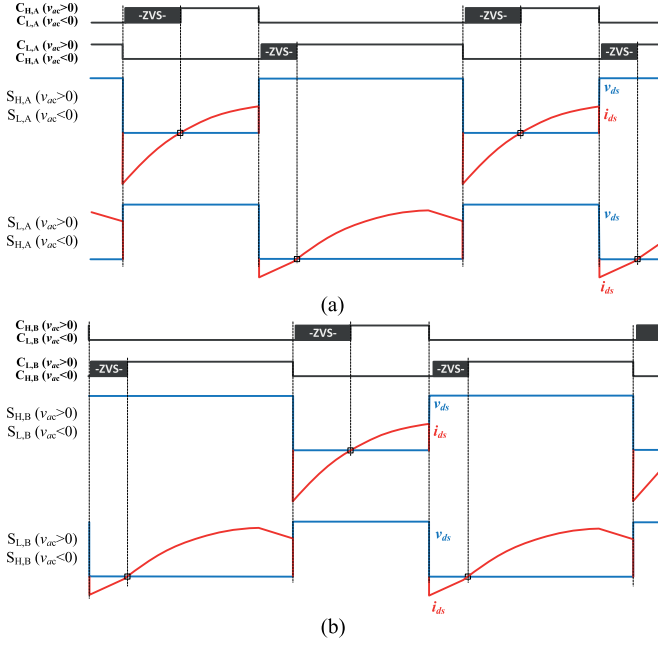 C_H,A (v_ac>0) -ZVS- -ZVS-
C_L,A (v_ac<0)
C_L,A (v_ac>0) -ZVS- -ZVS-
C_H,A (v_ac<0)
S_H,A (v_ac>0) v_ds
S_L,A (v_ac<0) i_ds
S_L,A (v_ac>0) v_ds
S_H,A (v_ac<0)
i_ds
(a)
C_H,B (v_ac>0) -ZVS-
C_L,B (v_ac<0)
C_L,B (v_ac>0) -ZVS- -ZVS-
C_H,B (v_ac<0)
S_H,B (v_ac>0) v_ds
S_L,B (v_ac<0) i_ds
S_L,B (v_ac>0) v_ds
S_H,B (v_ac<0)
i_ds
(b)